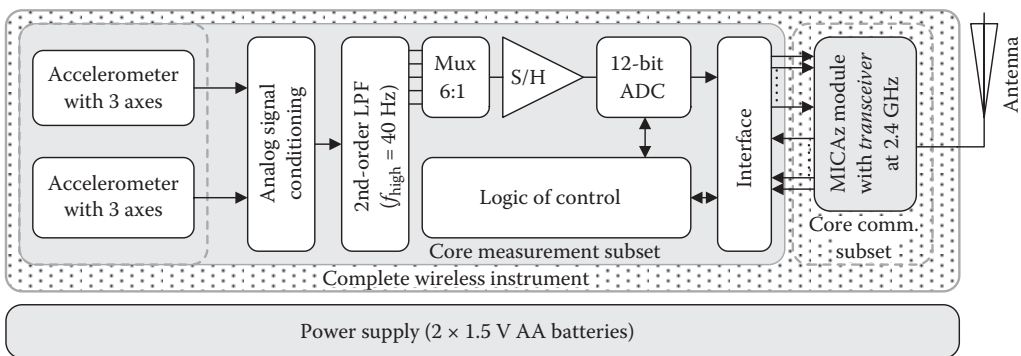 Accelerometer
with 3 axes
Accelerometer
with 3 axes
Analog signal
conditioning
2nd-order LPF
(f_high = 40 Hz)
Mux
6:1
S/H
12-bit
ADC
Logic of control
Interface
MICAz module
with transceiver
at 2.4 GHz
Antenna
Core measurement subset
Core comm.
subset
Complete wireless instrument
Power supply (2 × 1.5 V AA batteries)